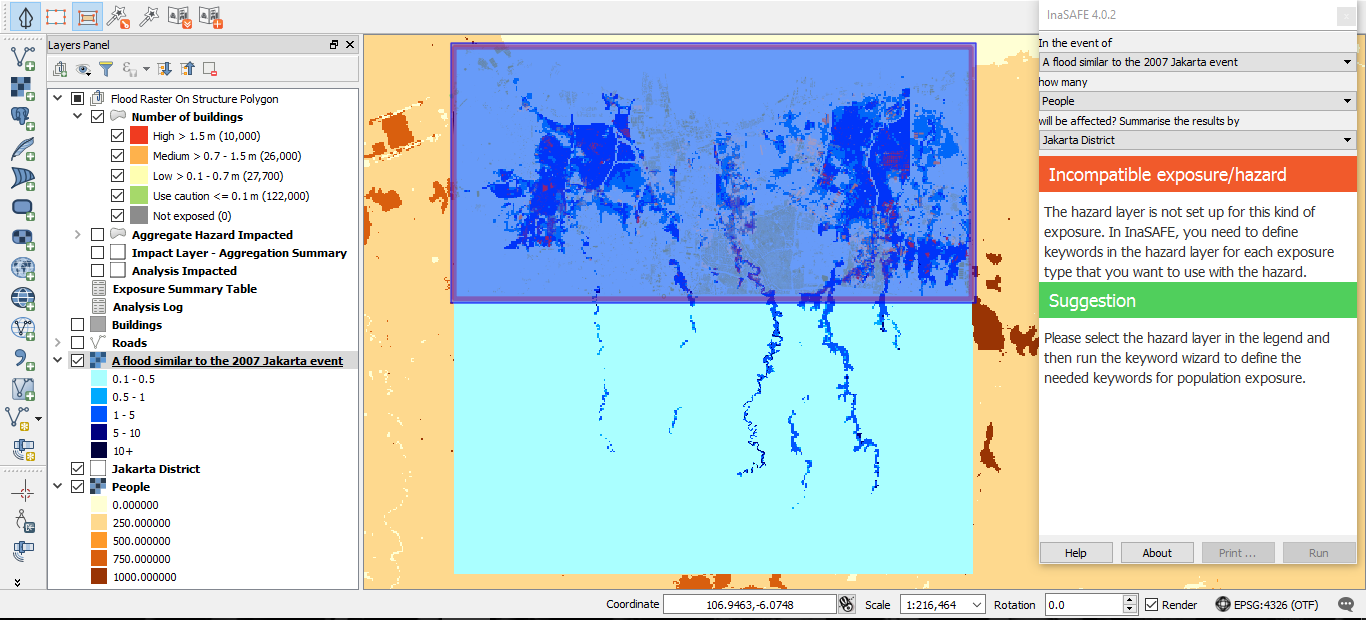 Layers Panel
Flood Raster On Structure Polygon
Number of buildings
High > 1.5 m (10,000)
Medium > 0.7 - 1.5 m (26,000)
Low > 0.1 - 0.7 m (27,700)
Use caution <= 0.1 m (122,000)
Not exposed (0)
Aggregate Hazard Impacted
Impact Layer - Aggregation Summary
Analysis Impacted
Exposure Summary Table
Analysis Log
Buildings
Roads
A flood similar to the 2007 Jakarta event
0.1 - 0.5
0.5 - 1
1 - 5
5 - 10
10+
Jakarta District
People
0.000000
250.000000
500.000000
750.000000
1000.000000
InaSAFE 4.0.2
In the event of
A flood similar to the 2007 Jakarta event
how many
People
will be affected? Summarise the results by
Jakarta District
Incompatible exposure/hazard
The hazard layer is not set up for this kind of
exposure. In InaSAFE, you need to define
keywords in the hazard layer for each exposure
type that you want to use with the hazard.
Suggestion
Please select the hazard layer in the legend and
then run the keyword wizard to define the
needed keywords for population exposure.
Help About Print ... Run
Coordinate 106.9463,-6.0748 Scale 1:216,464 Rotation 0.0 Render EPSG:4326 (OTF)